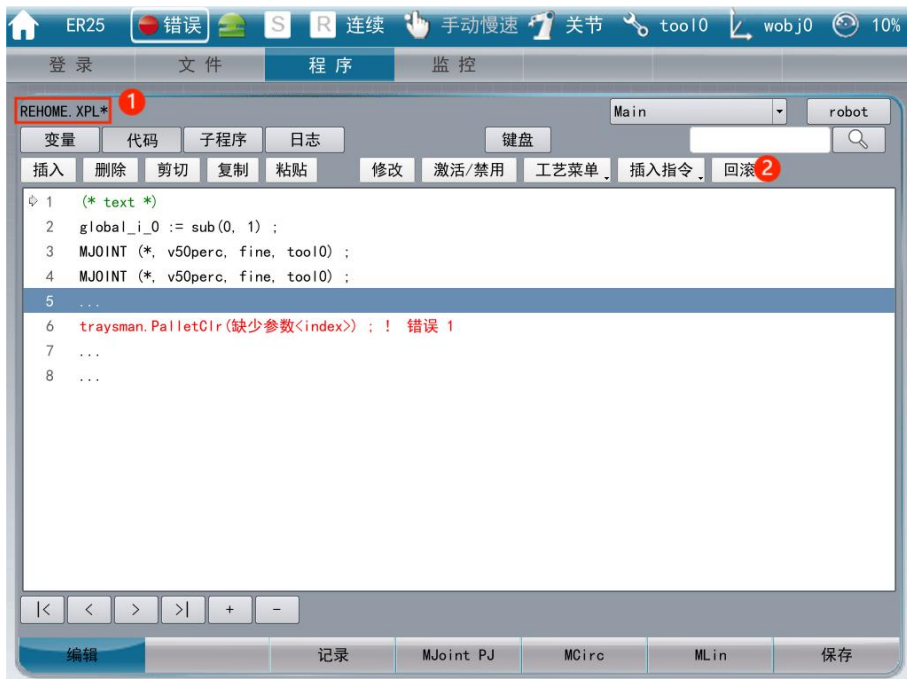 ER25 错误 S R 连续 手动慢速 关节 tool0 wobj0 10%
登录 文件 程序 监控
REHOME.XPL* 1 Main robot
变量 代码 子程序 日志 键盘
插入 删除 剪切 复制 粘贴 修改 激活/禁用 工艺菜单 插入指令 回滚 2
1 (* text *)
2 global_i_0 := sub(0, 1) ;
3 MJOINT (*, v50perc, fine, tool0) ;
4 MJOINT (*, v50perc, fine, tool0) ;
5 ...
6 traysman.PalletClr(缺少参数<index>) ; ! 错误 1
7 ...
8 ...
|< < > >| + -
编辑 记录 MJoint PJ MCirc MLin 保存